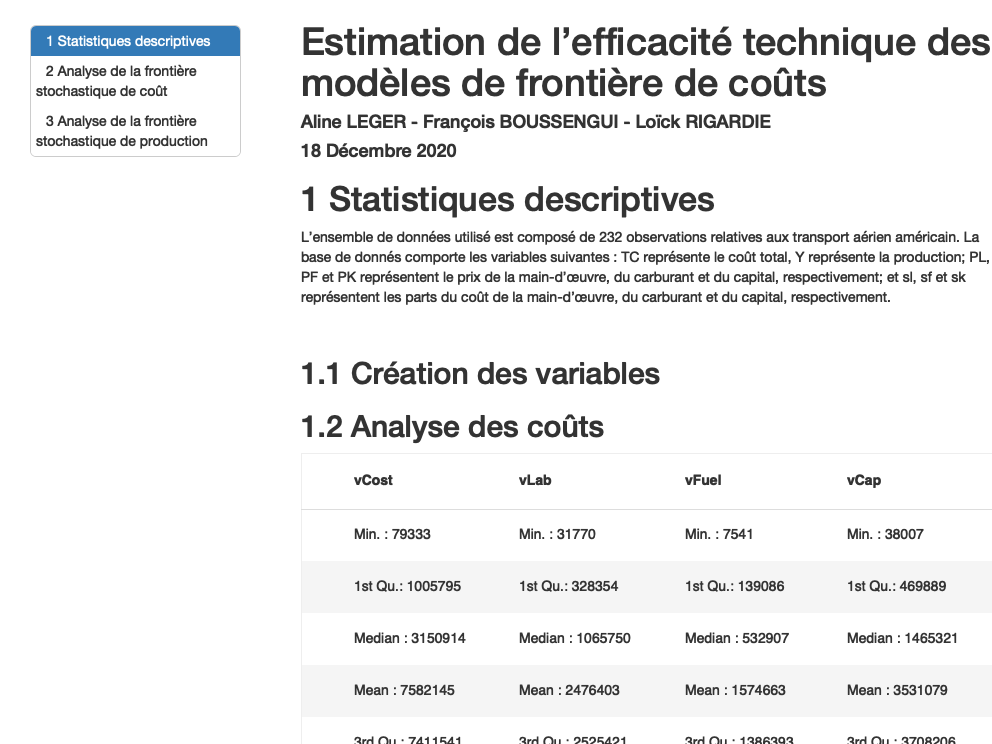 1 Statistiques descriptives
2 Analyse de la frontière
stochastique de coût
3 Analyse de la frontière
stochastique de production
Estimation de l’efficacité technique des
modèles de frontière de coûts
Aline LEGER - François BOUSSENGUI - Loïck RIGARDIE
18 Décembre 2020
1 Statistiques descriptives
L’ensemble de données utilisé est composé de 232 observations relatives aux transport aérien américain. La
base de donnés comporte les variables suivantes : TC représente le coût total, Y représente la production; PL,
PF et PK représentent le prix de la main-d’œuvre, du carburant et du capital, respectivement; et sl, sf et sk
représentent les parts du coût de la main-d’œuvre, du carburant et du capital, respectivement.
1.1 Création des variables
1.2 Analyse des coûts
vCost vLab vFuel vCap
Min. : 79333 Min. : 31770 Min. : 7541 Min. : 38007
1st Qu.: 1005795 1st Qu.: 328354 1st Qu.: 139086 1st Qu.: 469889
Median : 3150914 Median : 1065750 Median : 532907 Median : 1465321
Mean : 7582145 Mean : 2476403 Mean : 1574663 Mean : 3531079
3rd Qu.: 7411541 3rd Qu.: 2525421 3rd Qu.: 1386393 3rd Qu.: 3708206